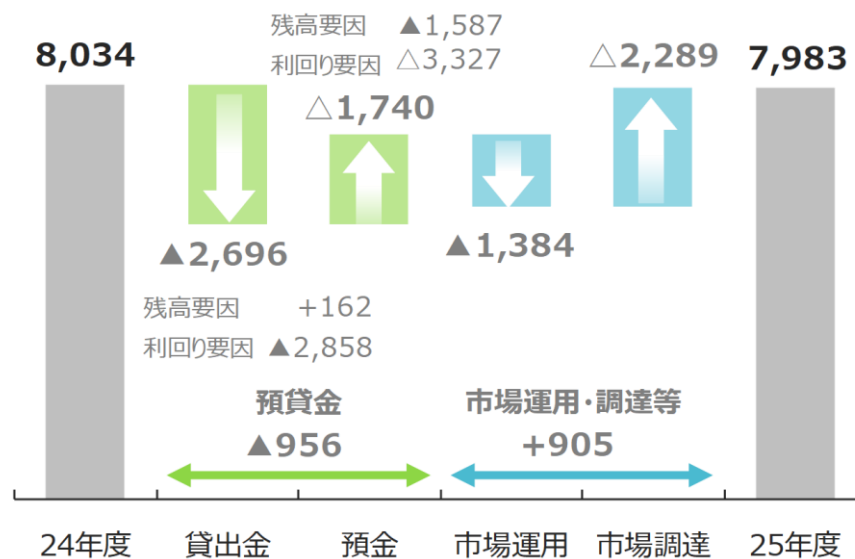 残高要因 ▲1,587
利回り要因 △3,327
8,034
△1,740
△2,289
7,983
▲2,696
▲1,384
残高要因 +162
利回り要因 ▲2,858
預貸金
▲956
市場運用・調達等
+905
24年度 貸出金 預金 市場運用 市場調達 25年度